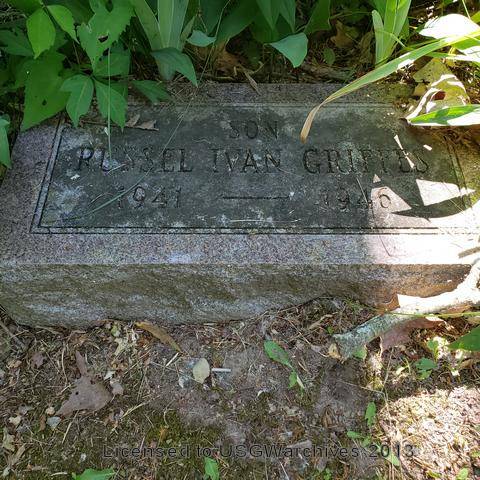 SON
RUSSEL IVAN GRIFFES
1941 — 1946
Licensed to USGWarchives 2013